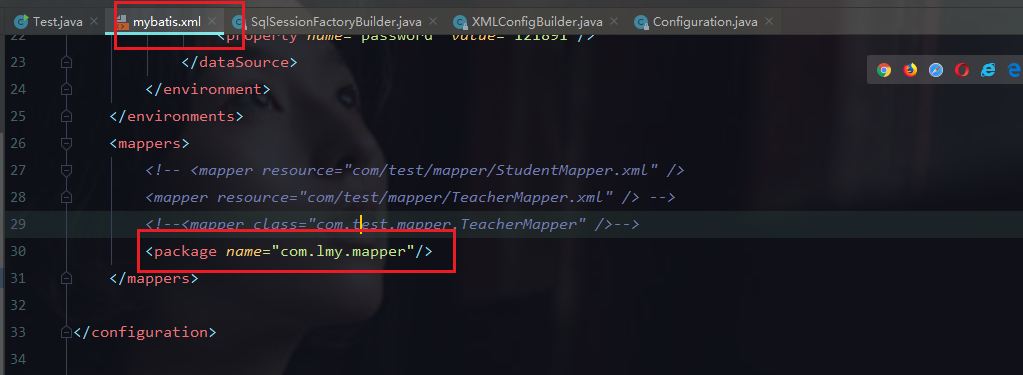 Test.java × mybatis.xml × SqlSessionFactoryBuilder.java × XMLConfigBuilder.java × Configuration.java ×
22 <property name="password" value="121891"/>
23 </dataSource>
24 </environment>
25 </environments>
26 <mappers>
27 <!-- <mapper resource="com/test/mapper/StudentMapper.xml" />
28 <mapper resource="com/test/mapper/TeacherMapper.xml" /> -->
29 <!--<mapper class="com.test.mapper.TeacherMapper" />-->
30 <package name="com.lmy.mapper"/>
31 </mappers>
32
33 </configuration>
34